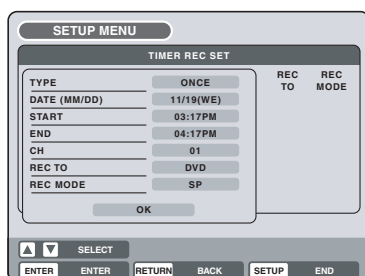 SETUP MENU
TIMER REC SET
REC TO REC MODE
TYPE ONCE
DATE (MM/DD) 11/19(WE)
START 03:17PM
END 04:17PM
CH 01
REC TO DVD
REC MODE SP
OK
SELECT
ENTER ENTER RETURN BACK SETUP END